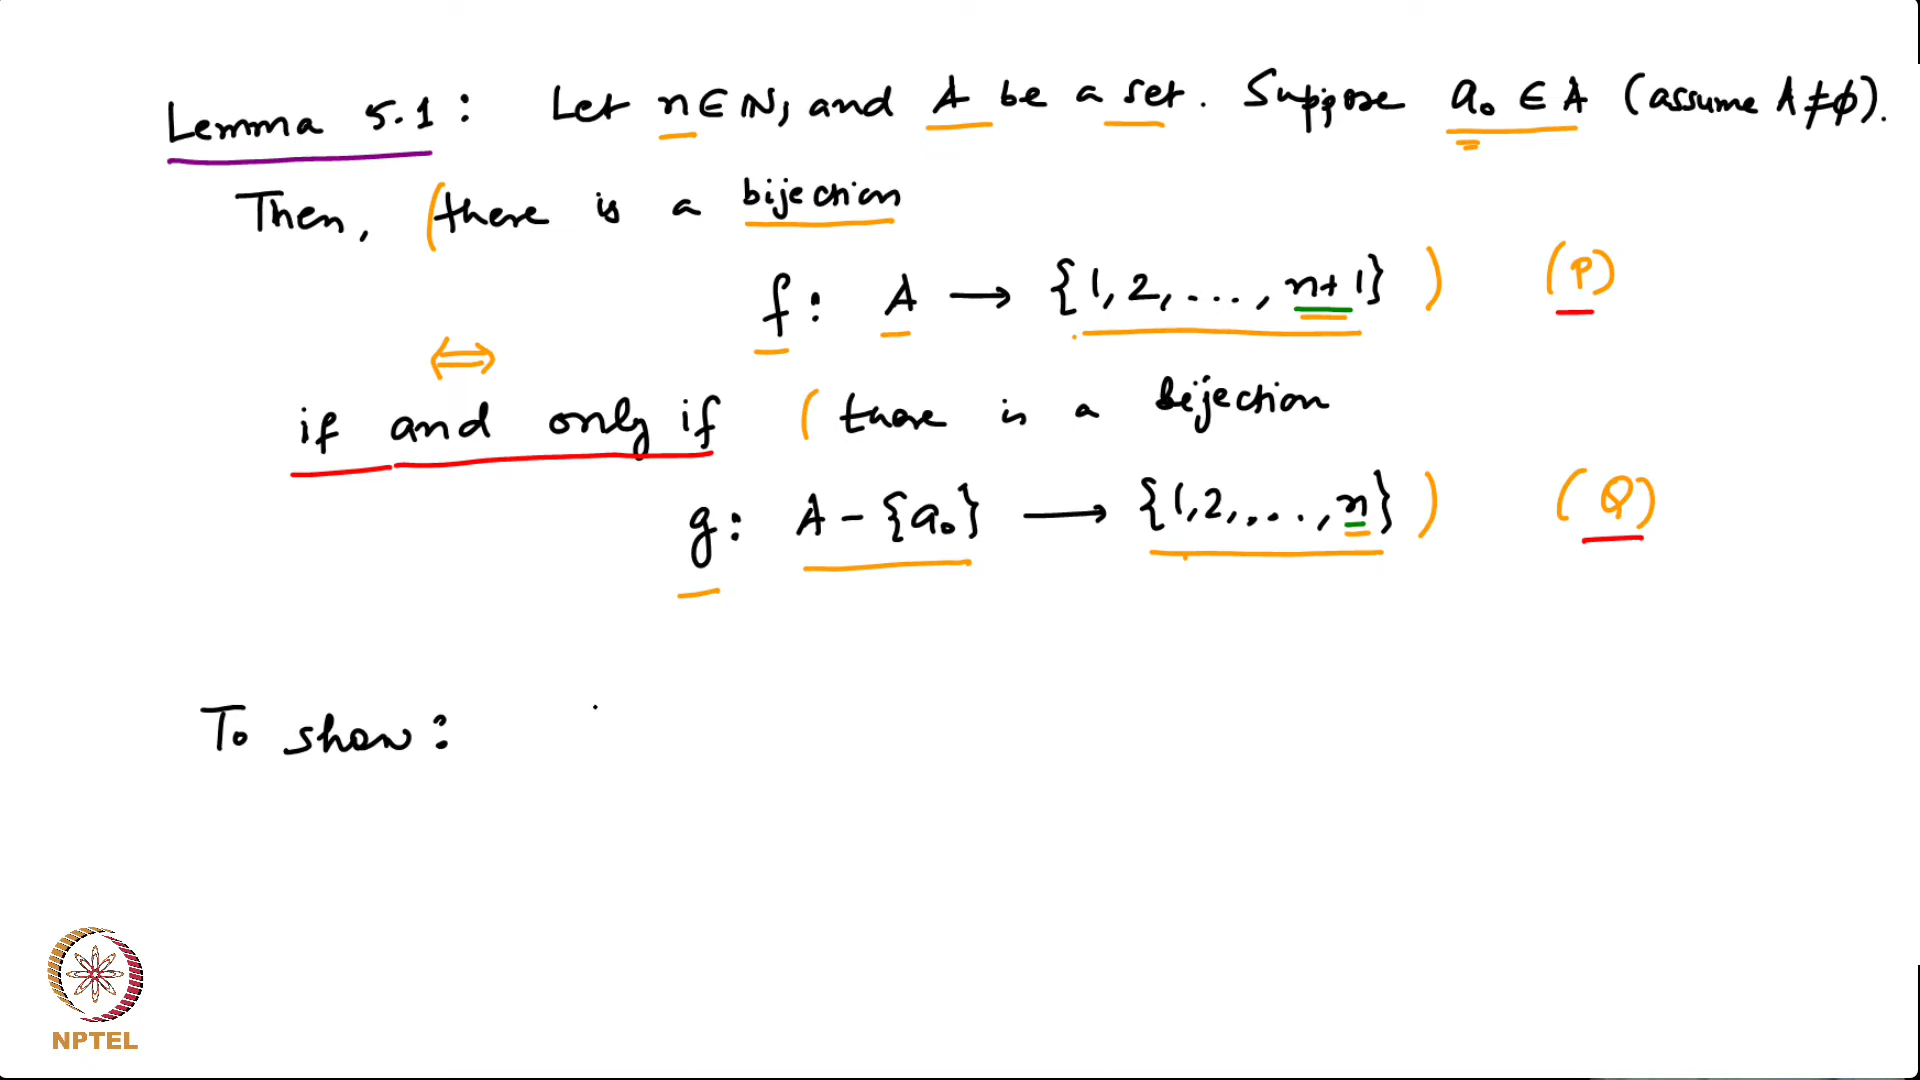 Lemma 5.1: Let n ∈ ℕ, and A be a set. Suppose a₀ ∈ A (assume A ≠ φ).
Then, (there is a bijection
f: A → {1, 2, ..., n+1}) (P)
⇔
if and only if (there is a bijection
g: A - {a₀} → {1, 2, ..., n}) (Q)
To show:
NPTEL